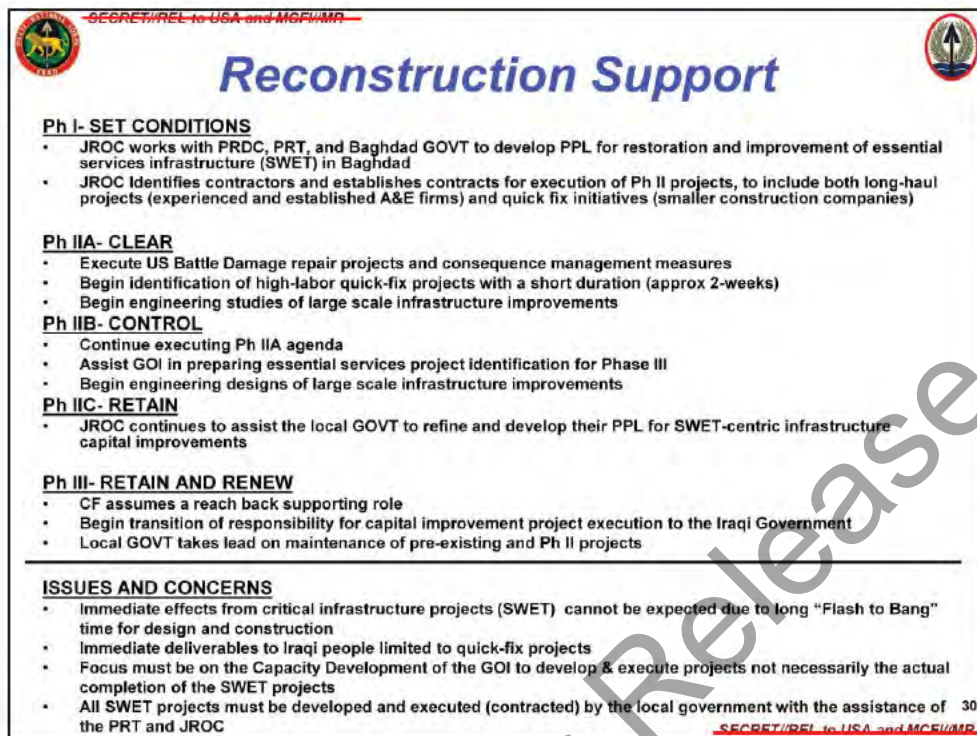 SECRET//REL to USA and MCFI//MR
Reconstruction Support
Ph I- SET CONDITIONS
• JROC works with PRDC, PRT, and Baghdad GOVT to develop PPL for restoration and improvement of essential
services infrastructure (SWET) in Baghdad
• JROC Identifies contractors and establishes contracts for execution of Ph II projects, to include both long-haul
projects (experienced and established A&E firms) and quick fix initiatives (smaller construction companies)
Ph IIA- CLEAR
• Execute US Battle Damage repair projects and consequence management measures
• Begin identification of high-labor quick-fix projects with a short duration (approx 2-weeks)
• Begin engineering studies of large scale infrastructure improvements
Ph IIB- CONTROL
• Continue executing Ph IIA agenda
• Assist GOI in preparing essential services project identification for Phase III
• Begin engineering designs of large scale infrastructure improvements
Ph IIC- RETAIN
• JROC continues to assist the local GOVT to refine and develop their PPL for SWET-centric infrastructure
capital improvements
Ph III- RETAIN AND RENEW
• CF assumes a reach back supporting role
• Begin transition of responsibility for capital improvement project execution to the Iraqi Government
• Local GOVT takes lead on maintenance of pre-existing and Ph II projects
ISSUES AND CONCERNS
• Immediate effects from critical infrastructure projects (SWET) cannot be expected due to long “Flash to Bang”
time for design and construction
• Immediate deliverables to Iraqi people limited to quick-fix projects
• Focus must be on the Capacity Development of the GOI to develop & execute projects not necessarily the actual
completion of the SWET projects
• All SWET projects must be developed and executed (contracted) by the local government with the assistance of 30
the PRT and JROC
SECRET//REL to USA and MCFI//MR
Release